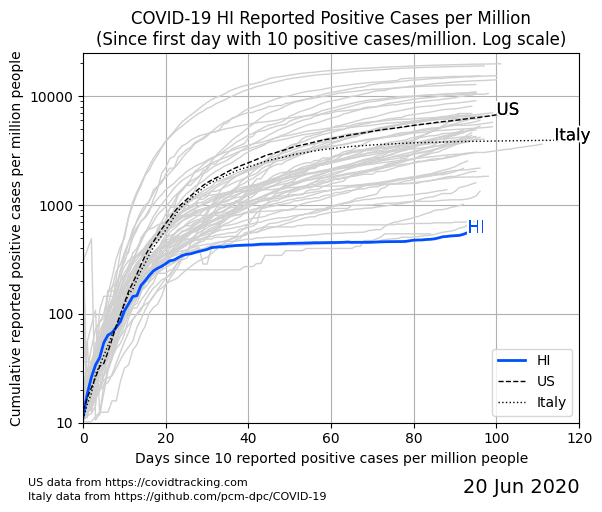 COVID-19 HI Reported Positive Cases per Million
(Since first day with 10 positive cases/million. Log scale)
Cumulative reported positive cases per million people
10000
1000
100
10
US
Italy
HI
HI
US
Italy
0 20 40 60 80 100 120
Days since 10 reported positive cases per million people
US data from https://covidtracking.com
Italy data from https://github.com/pcm-dpc/COVID-19
20 Jun 2020